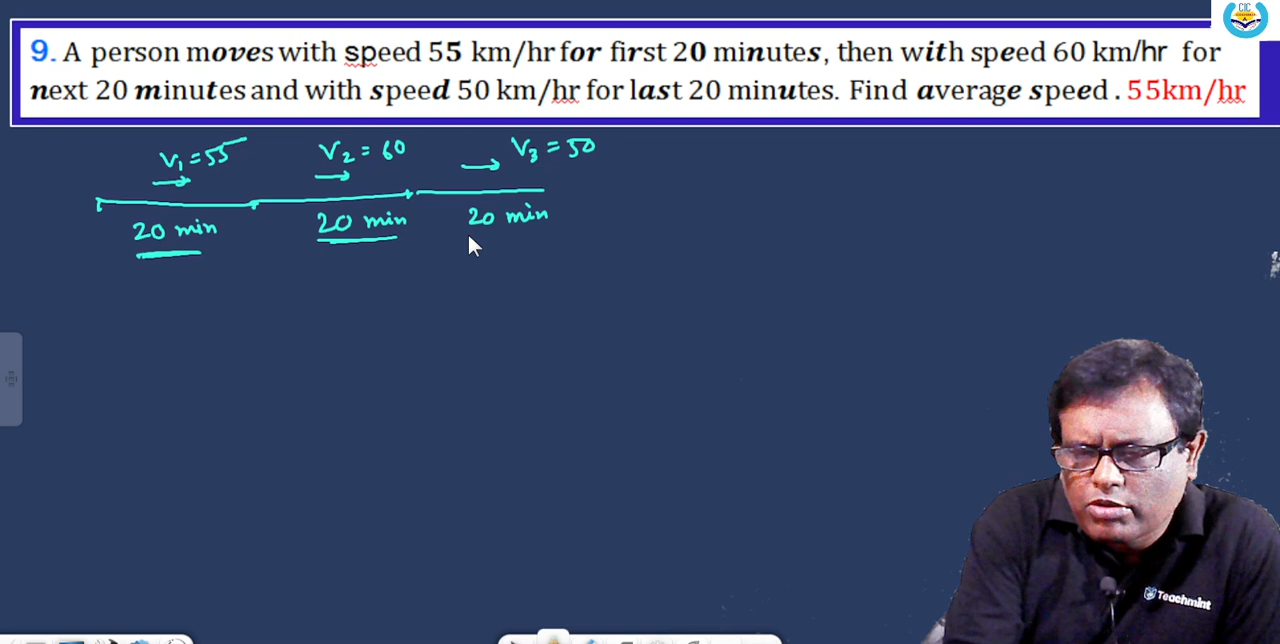 9. A person moves with speed 55 km/hr for first 20 minutes, then with speed 60 km/hr for
next 20 minutes and with speed 50 km/hr for last 20 minutes. Find average speed . 55km/hr
V1 = 55 V2 = 60 V3 = 50
20 min 20 min 20 min
CIC
Teachmint